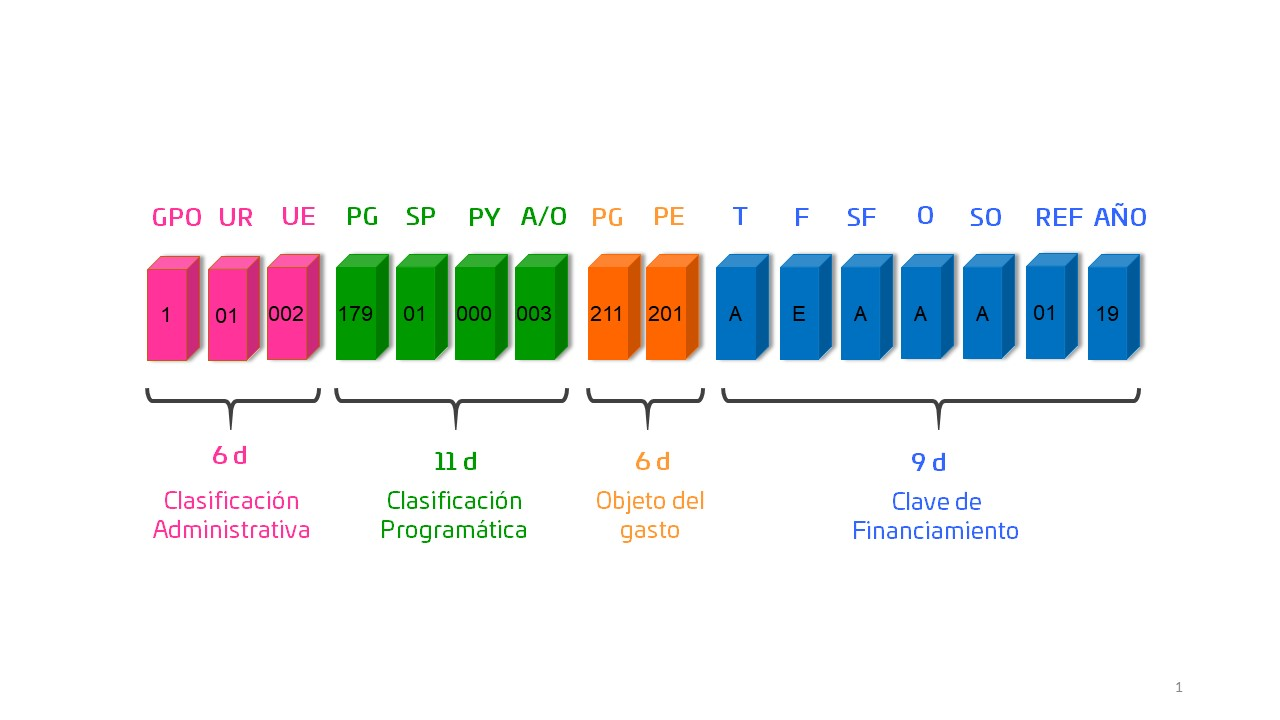 GPO UR UE PG SP PY A/O PG PE T F SF O SO REF AÑO
1 01 002 179 01 000 003 211 201 A E A A A 01 19
6 d 11 d 6 d 9 d
Clasificación Clasificación Objeto del Clave de
Administrativa Programática gasto Financiamiento
1